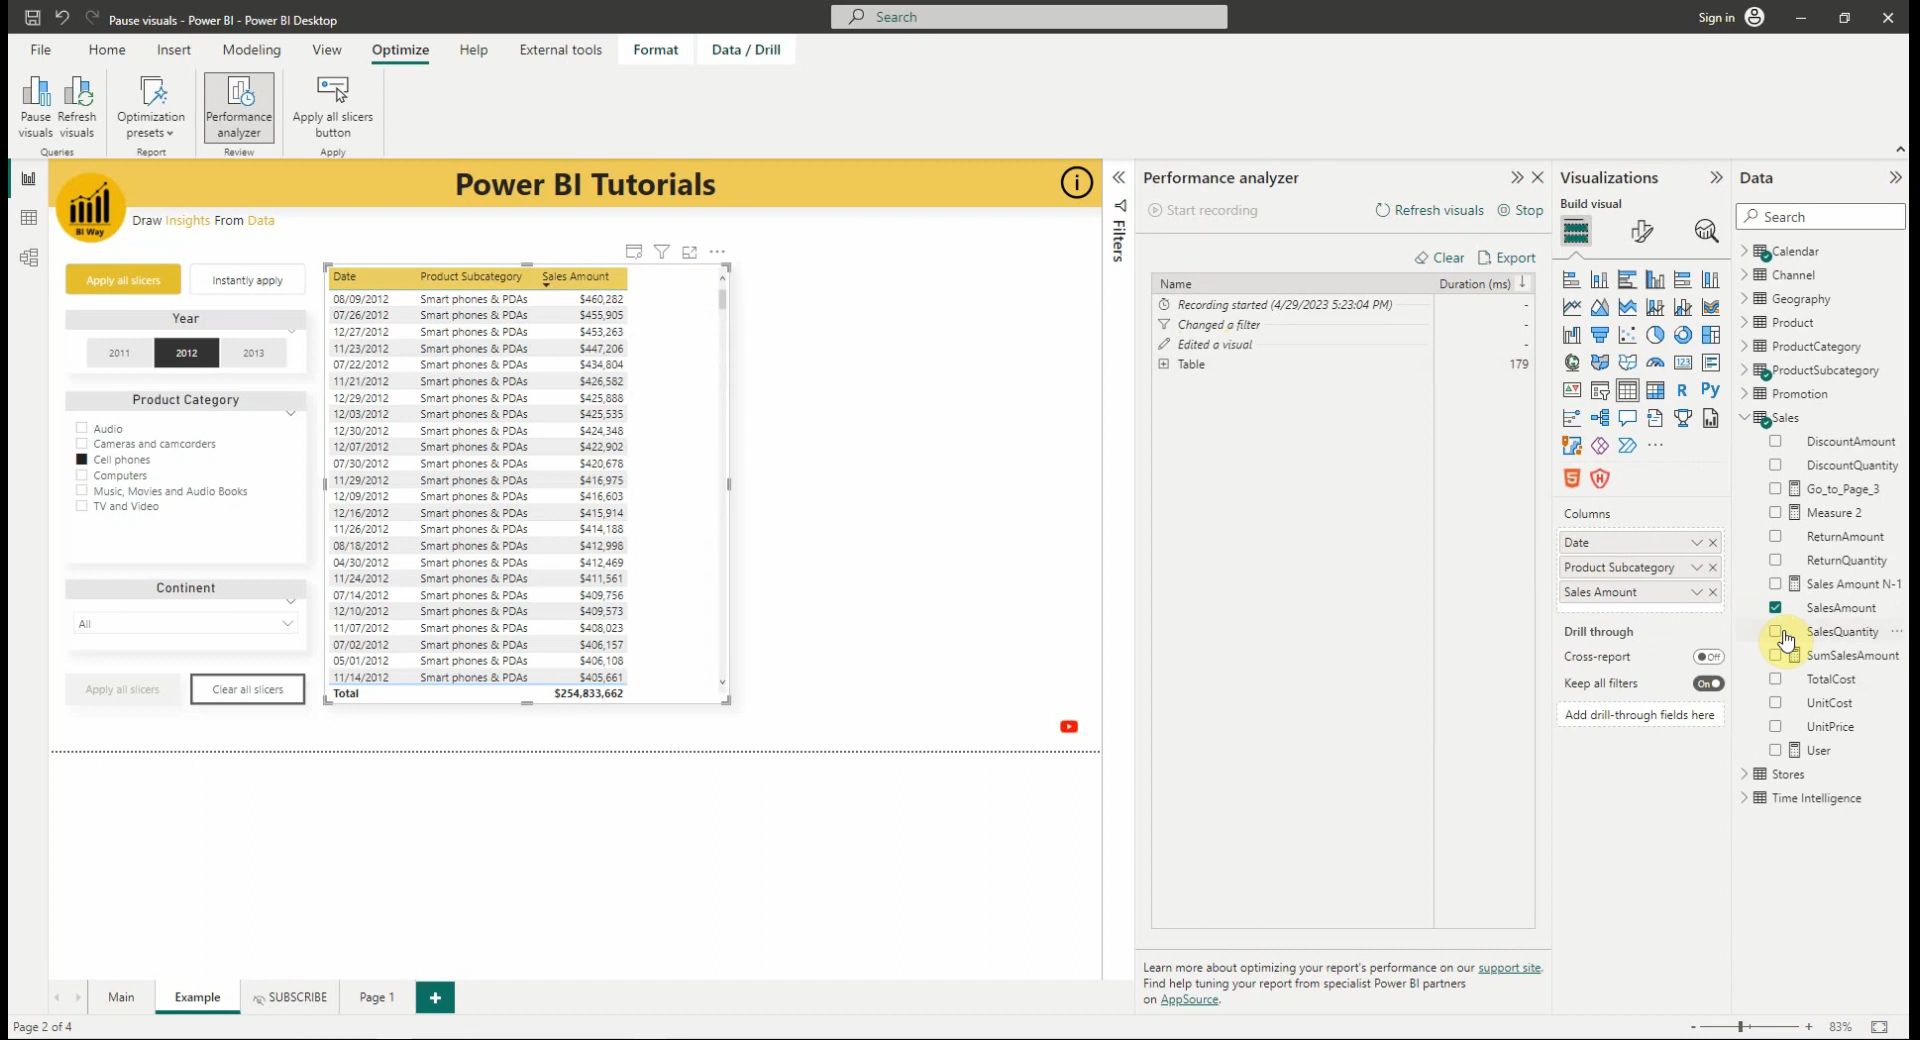 Pause visuals - Power BI - Power BI Desktop
Search
Sign in
File Home Insert Modeling View Optimize Help External tools Format Data / Drill
Pause visuals
Refresh visuals
Optimization presets
Performance analyzer
Apply all slicers button
Queries Report Review Apply
Power BI Tutorials
BI Way
Draw Insights From Data
Apply all slicers Instantly apply
Year
2011 2012 2013
Product Category
Audio
Cameras and camcorders
Cell phones
Computers
Music, Movies and Audio Books
TV and Video
Continent
All
Apply all slicers Clear all slicers
Date Product Subcategory Sales Amount
08/09/2012 Smart phones & PDAs $460,282
07/26/2012 Smart phones & PDAs $455,905
12/27/2012 Smart phones & PDAs $453,263
11/23/2012 Smart phones & PDAs $447,206
07/22/2012 Smart phones & PDAs $434,804
11/21/2012 Smart phones & PDAs $426,582
12/29/2012 Smart phones & PDAs $425,888
12/03/2012 Smart phones & PDAs $425,535
12/30/2012 Smart phones & PDAs $424,348
12/07/2012 Smart phones & PDAs $422,902
07/30/2012 Smart phones & PDAs $420,678
11/29/2012 Smart phones & PDAs $416,975
12/09/2012 Smart phones & PDAs $416,603
12/16/2012 Smart phones & PDAs $415,914
11/26/2012 Smart phones & PDAs $414,188
08/18/2012 Smart phones & PDAs $412,998
04/30/2012 Smart phones & PDAs $412,469
11/24/2012 Smart phones & PDAs $411,561
07/14/2012 Smart phones & PDAs $409,756
12/10/2012 Smart phones & PDAs $409,573
11/07/2012 Smart phones & PDAs $408,023
07/02/2012 Smart phones & PDAs $406,157
05/01/2012 Smart phones & PDAs $406,108
11/14/2012 Smart phones & PDAs $405,661
Total $254,833,662
Filters
Performance analyzer
Start recording Refresh visuals Stop
Clear Export
Name Duration (ms)
Recording started (4/29/2023 5:23:04 PM) -
Changed a filter -
Edited a visual -
Table 179
Learn more about optimizing your report's performance on our support site.
Find help tuning your report from specialist Power BI partners
on AppSource.
Visualizations
Build visual
123
R Py
Columns
Date
Product Subcategory
Sales Amount
Drill through
Cross-report Off
Keep all filters On
Add drill-through fields here
Data
Search
Calendar
Channel
Geography
Product
ProductCategory
ProductSubcategory
Promotion
Sales
DiscountAmount
DiscountQuantity
Go_to_Page_3
Measure 2
ReturnAmount
ReturnQuantity
Sales Amount N-1
SalesAmount
SalesQuantity
SumSalesAmount
TotalCost
UnitCost
UnitPrice
User
Stores
Time Intelligence
Main Example SUBSCRIBE Page 1 +
Page 2 of 4
- + 83%